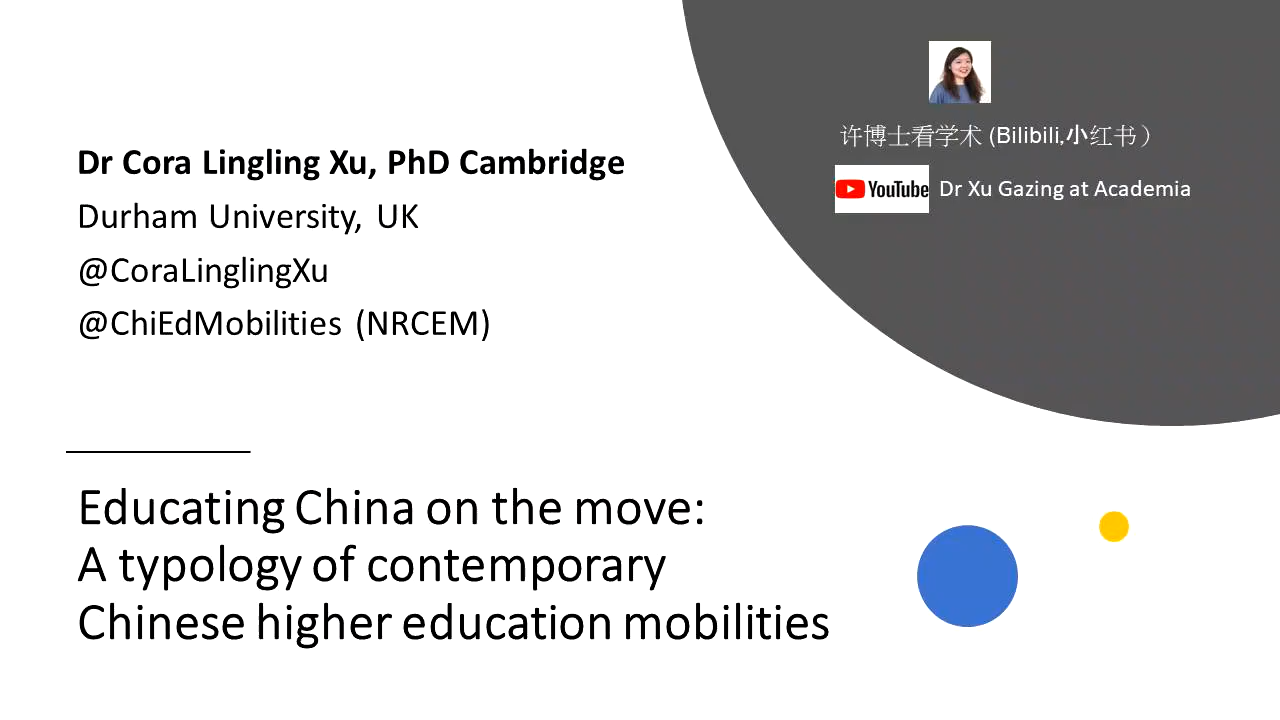 Dr Cora Lingling Xu, PhD Cambridge
Durham University, UK
@CoraLinglingXu
@ChiEdMobilities (NRCEM)
许博士看学术 (Bilibili,小红书）
YouTube Dr Xu Gazing at Academia
Educating China on the move:
A typology of contemporary
Chinese higher education mobilities